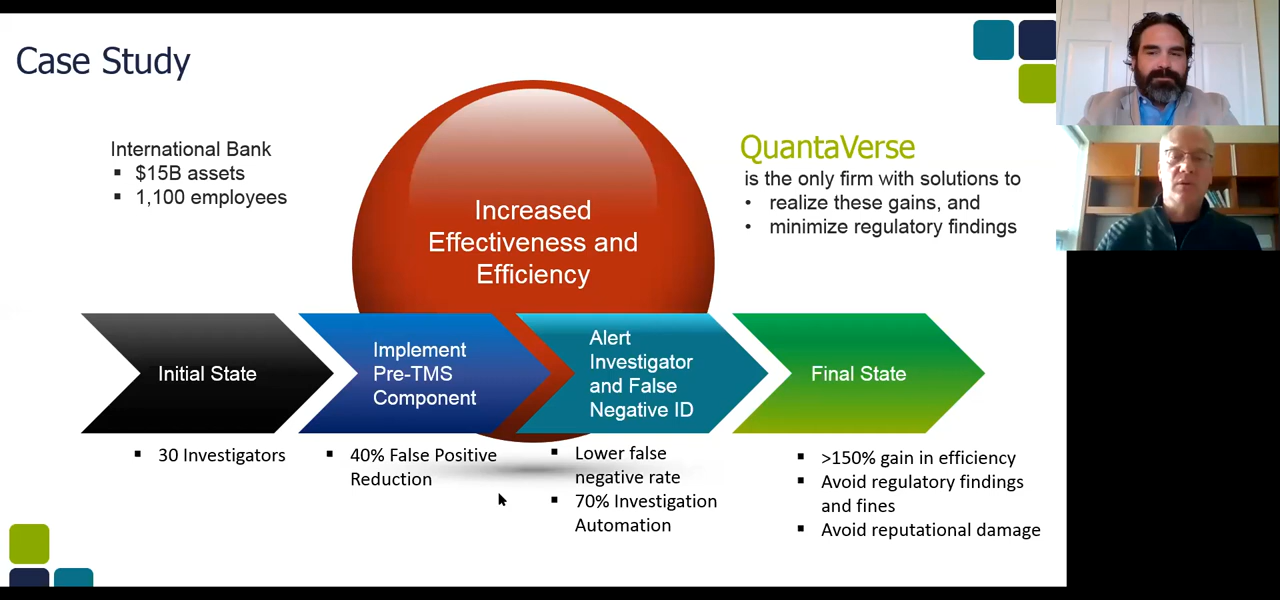 Case Study
International Bank
▪ $15B assets
▪ 1,100 employees
Increased
Effectiveness and
Efficiency
QuantaVerse
is the only firm with solutions to
• realize these gains, and
• minimize regulatory findings
Initial State
Implement
Pre-TMS
Component
Alert
Investigator
and False
Negative ID
Final State
▪ 30 Investigators
▪ 40% False Positive
Reduction
▪ Lower false
negative rate
▪ 70% Investigation
Automation
▪ >150% gain in efficiency
▪ Avoid regulatory findings
and fines
▪ Avoid reputational damage